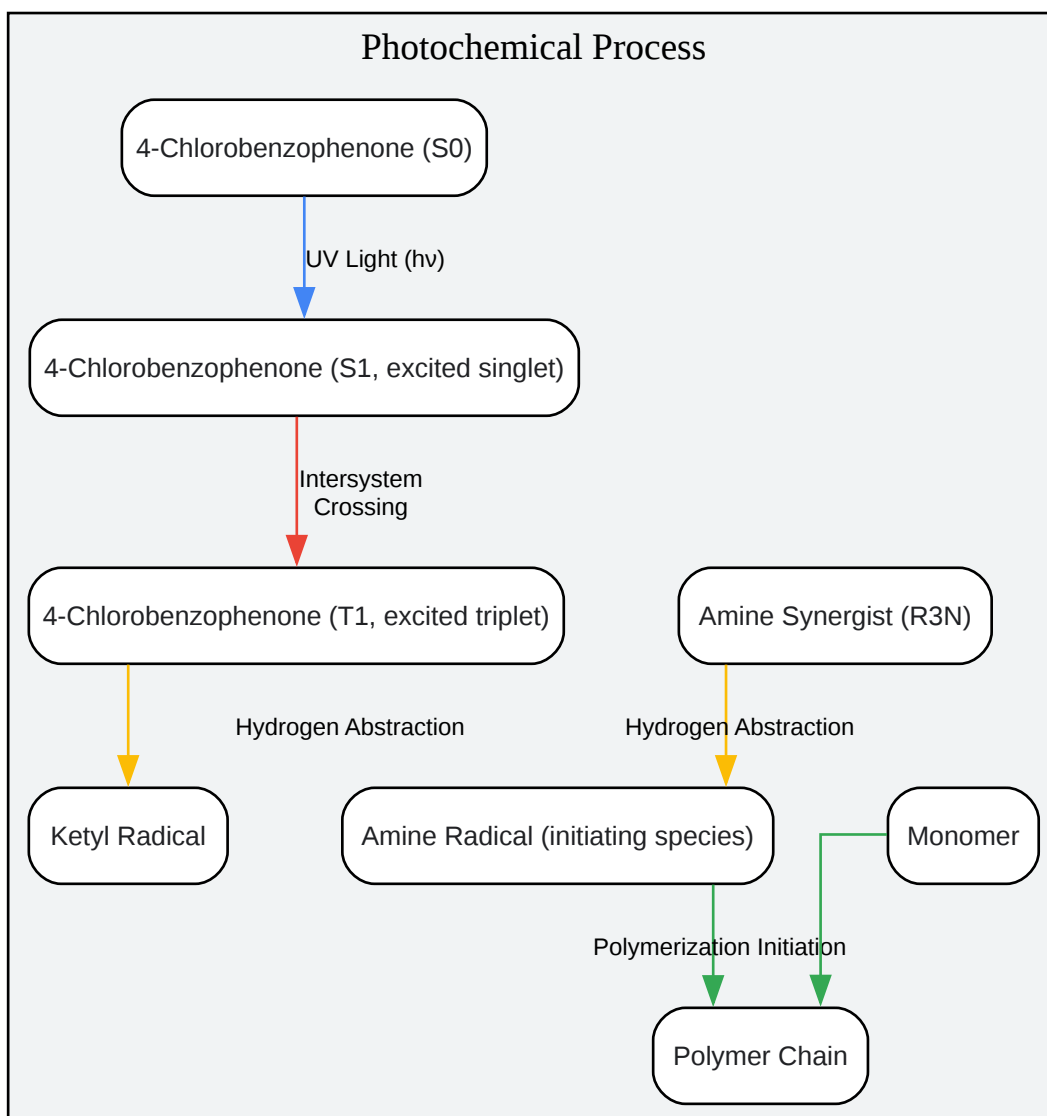 Photochemical Process
4-Chlorobenzophenone (S0)
UV Light (hν)
4-Chlorobenzophenone (S1, excited singlet)
Intersystem
Crossing
4-Chlorobenzophenone (T1, excited triplet)
Amine Synergist (R3N)
Hydrogen Abstraction
Hydrogen Abstraction
Ketyl Radical
Amine Radical (initiating species)
Monomer
Polymerization Initiation
Polymer Chain